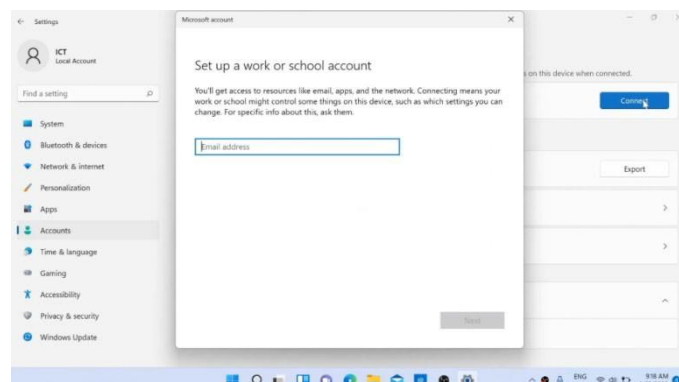 Settings
ICT
Local Account
Find a setting
System
Bluetooth & devices
Network & internet
Personalization
Apps
Accounts
Time & language
Gaming
Accessibility
Privacy & security
Windows Update
Microsoft account
Set up a work or school account
You'll get access to resources like email, apps, and the network. Connecting means your
work or school might control some things on this device, such as which settings you can
change. For specific info about this, ask them.
Email address
Next
s on this device when connected.
Connect
Export
ENG
9:18 AM